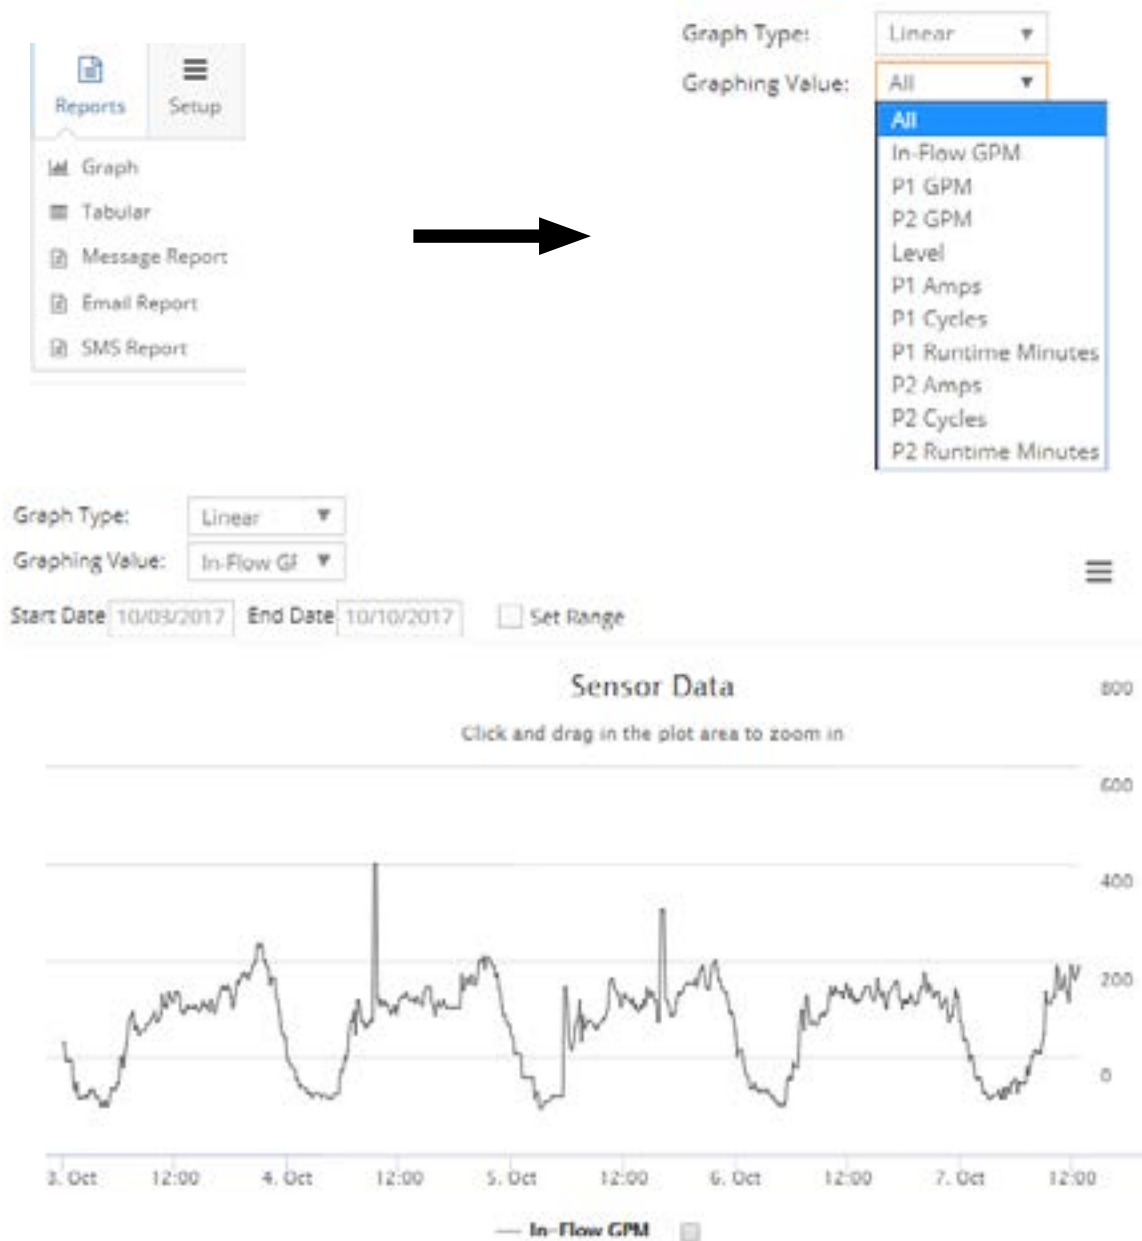 Reports Setup
Graph
Tabular
Message Report
Email Report
SMS Report
Graph Type: Linear
Graphing Value: All
All
In-Flow GPM
P1 GPM
P2 GPM
Level
P1 Amps
P1 Cycles
P1 Runtime Minutes
P2 Amps
P2 Cycles
P2 Runtime Minutes
Graph Type: Linear
Graphing Value: In-Flow GF
Start Date 10/03/2017 End Date 10/10/2017 Set Range
Sensor Data
Click and drag in the plot area to zoom in
800
600
400
200
0
3. Oct 12:00 4. Oct 12:00 5. Oct 12:00 6. Oct 12:00 7. Oct 12:00
In-Flow GPM